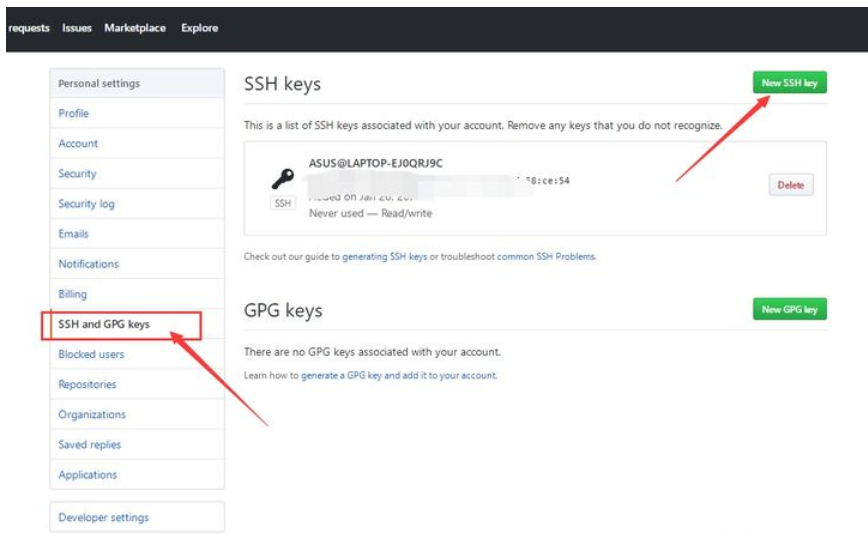 requests Issues Marketplace Explore
Personal settings
Profile
Account
Security
Security log
Emails
Notifications
Billing
SSH and GPG keys
Blocked users
Repositories
Organizations
Saved replies
Applications
Developer settings
SSH keys
New SSH key
This is a list of SSH keys associated with your account. Remove any keys that you do not recognize.
ASUS@LAPTOP-EJ0QRJ9C
58:ce:54
SSH
Added on Jan 20, 20
Never used — Read/write
Delete
Check out our guide to generating SSH keys or troubleshoot common SSH Problems.
GPG keys
New GPG key
There are no GPG keys associated with your account.
Learn how to generate a GPG key and add it to your account.